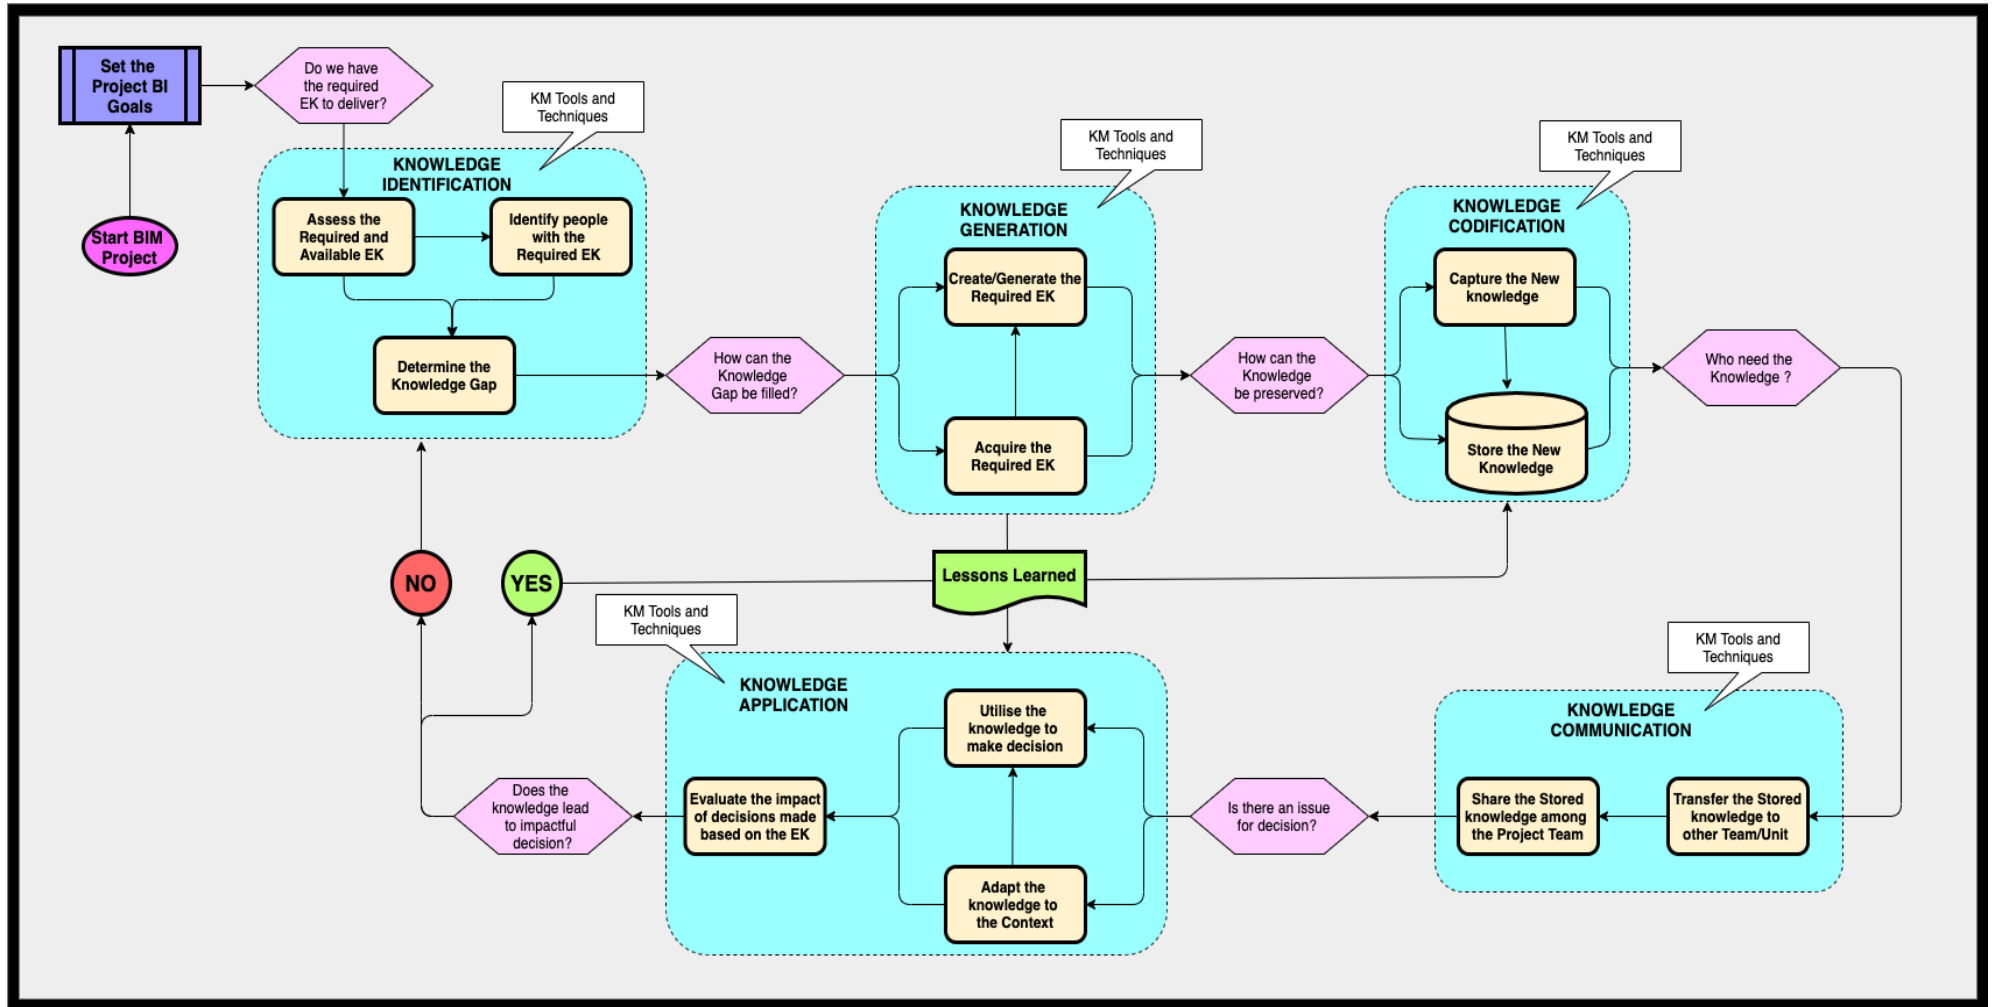 Set the
Project BI
Goals
Do we have
the required
EK to deliver?
KM Tools and
Techniques
KM Tools and
Techniques
KM Tools and
Techniques
Start BIM
Project
KNOWLEDGE
IDENTIFICATION
Assess the
Required and
Available EK
Identify people
with the
Required EK
Determine the
Knowledge Gap
How can the
Knowledge
Gap be filled?
KNOWLEDGE
GENERATION
Create/Generate the
Required EK
Acquire the
Required EK
How can the
Knowledge
be preserved?
KNOWLEDGE
CODIFICATION
Capture the New
knowledge
Store the New
Knowledge
Who need the
Knowledge ?
NO
YES
Lessons Learned
KM Tools and
Techniques
KM Tools and
Techniques
KNOWLEDGE
APPLICATION
Utilise the
knowledge to
make decision
Evaluate the impact
of decisions made
based on the EK
Adapt the
knowledge to
the Context
Does the
knowledge lead
to impactful
decision?
Is there an issue
for decision?
KNOWLEDGE
COMMUNICATION
Share the Stored
knowledge among
the Project Team
Transfer the Stored
knowledge to
other Team/Unit